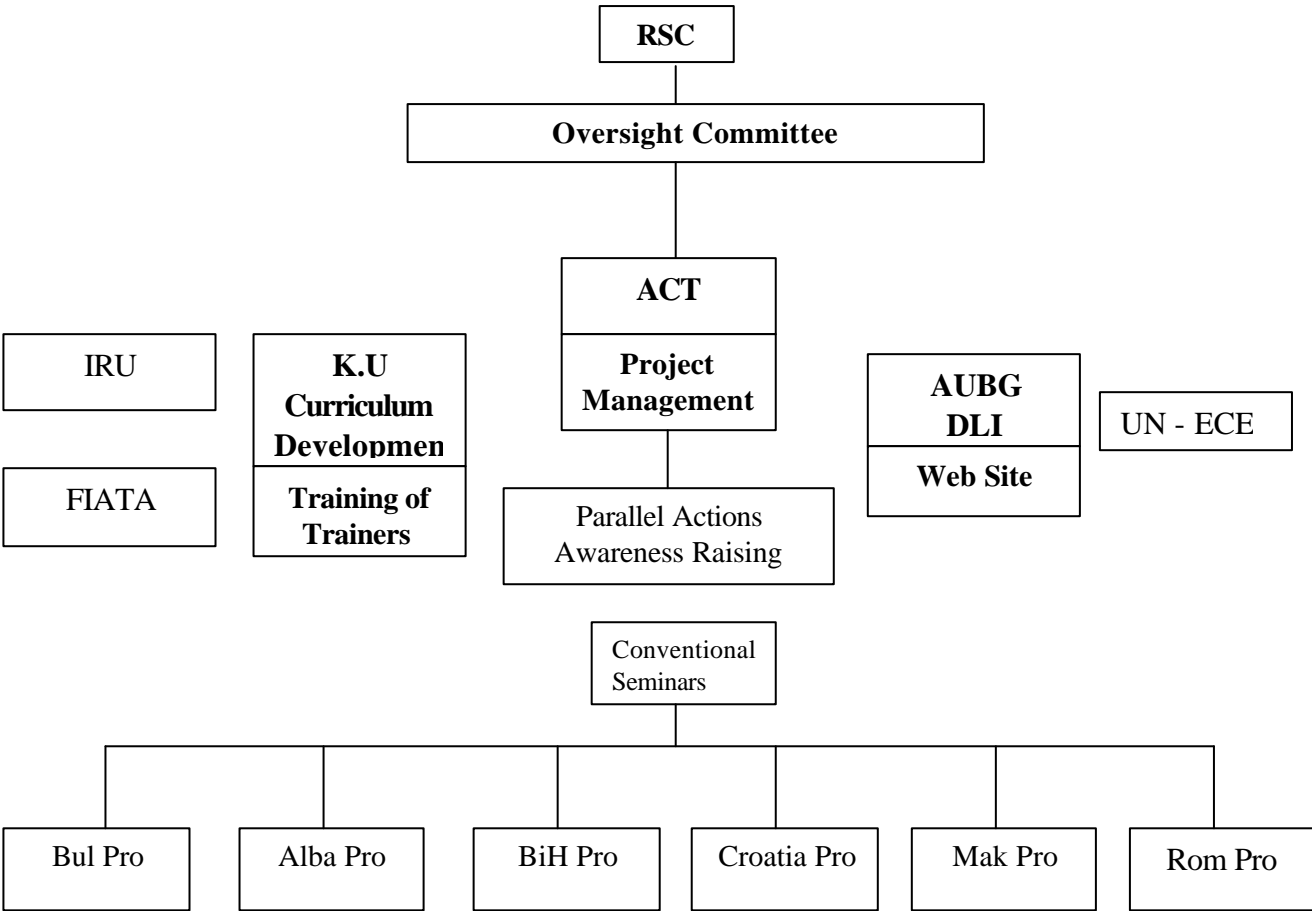 RSC
Oversight Committee
ACT
Project
Management
IRU
FIATA
K.U
Curriculum
Developmen
Training of
Trainers
AUBG
DLI
Web Site
UN - ECE
Parallel Actions
Awareness Raising
Conventional
Seminars
Bul Pro
Alba Pro
BiH Pro
Croatia Pro
Mak Pro
Rom Pro